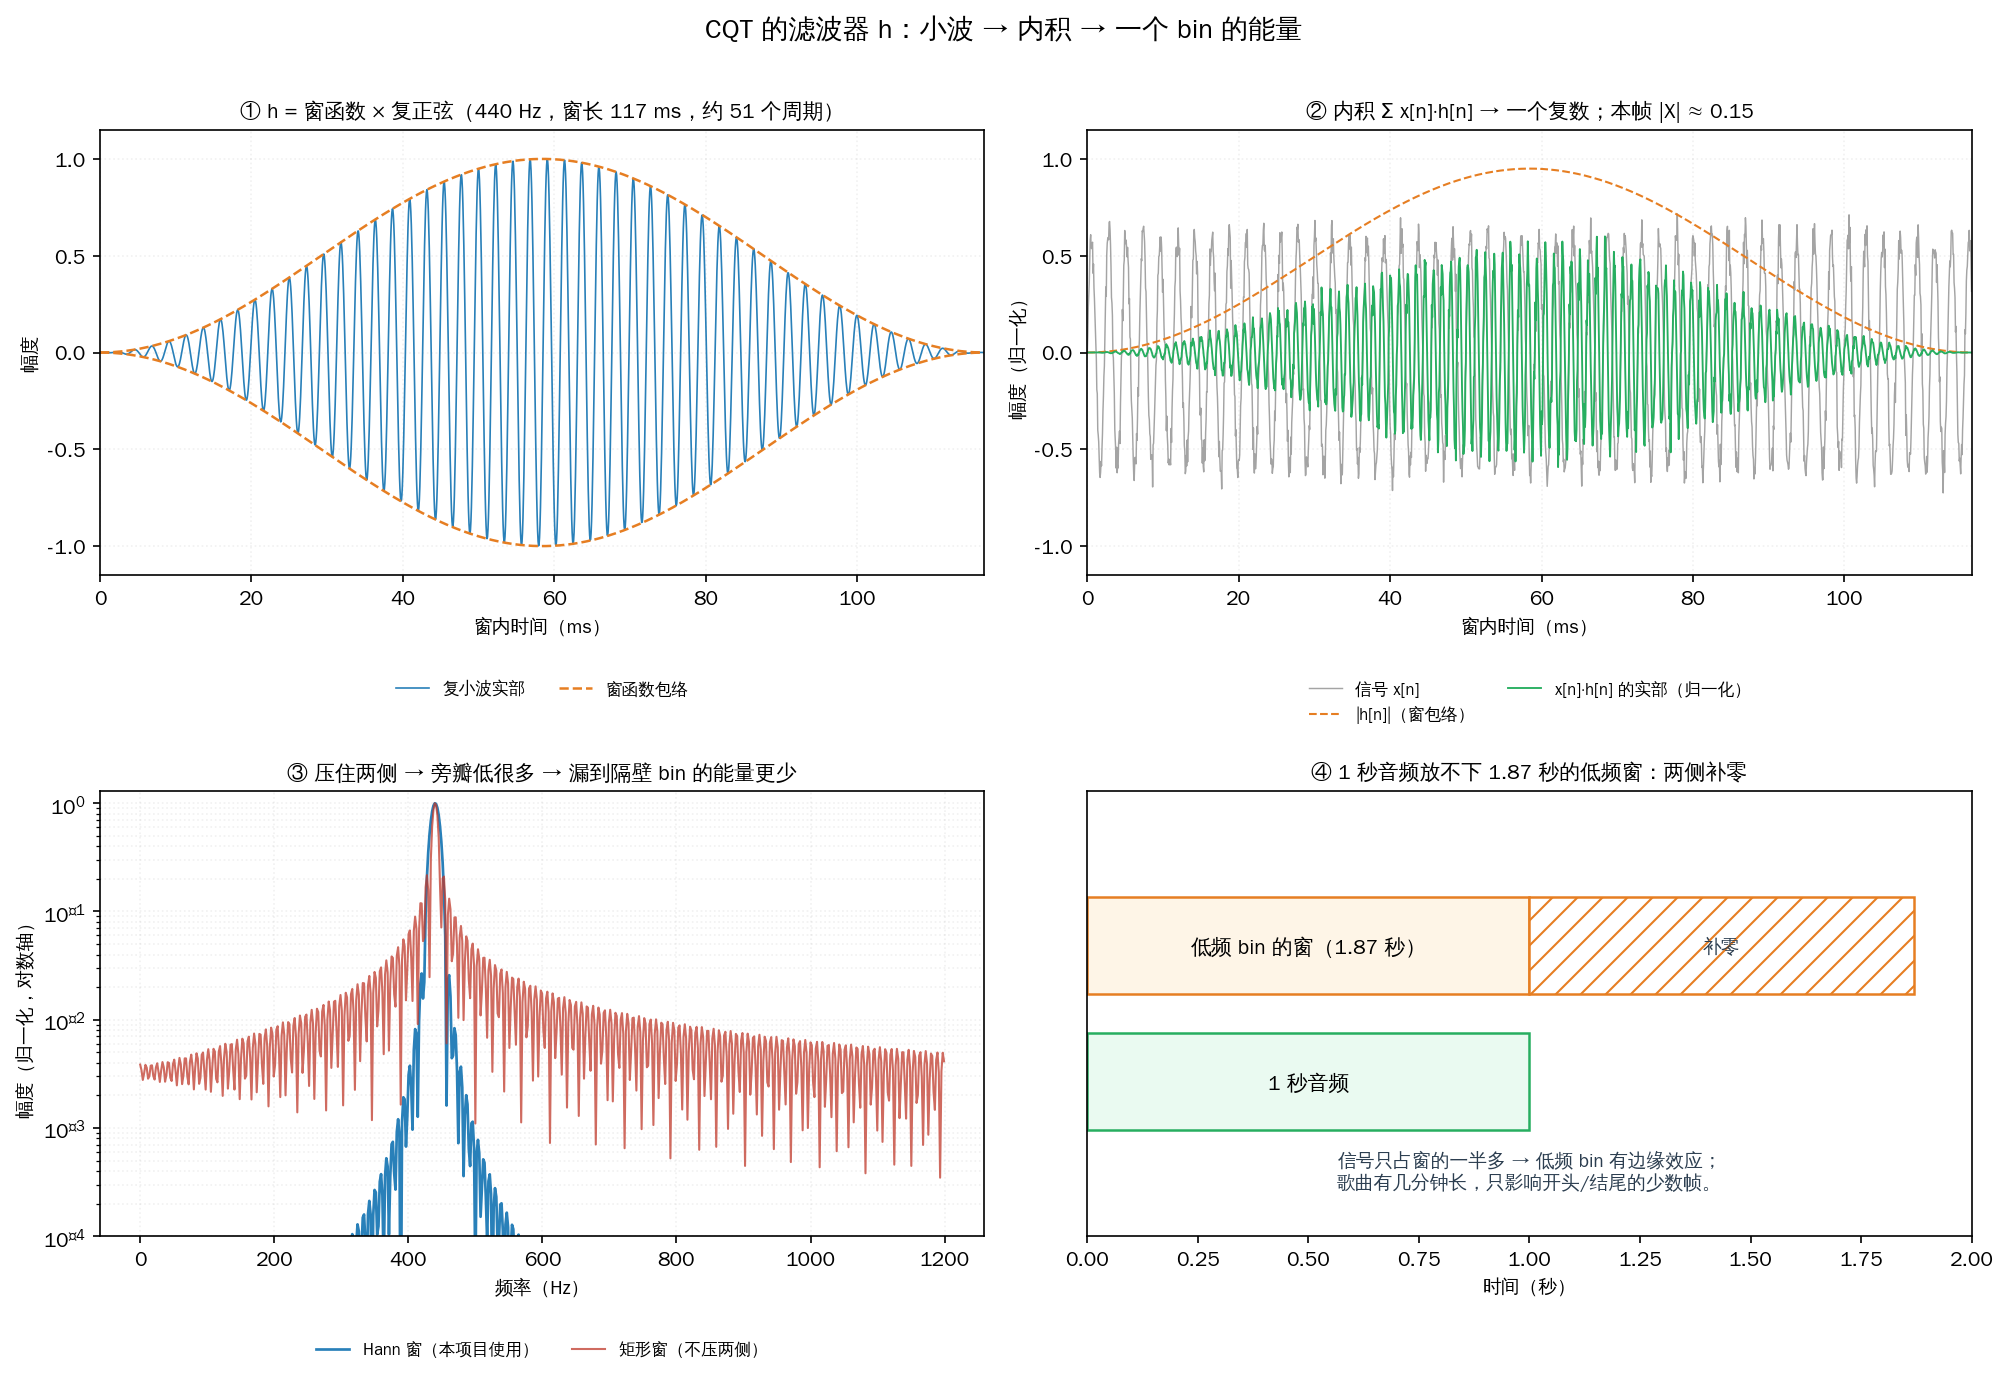 CQT 的滤波器 h：小波 → 内积 → 一个 bin 的能量
① h = 窗函数 × 复正弦（440 Hz，窗长 117 ms，约 51 个周期）
1.0
0.5
0.0
-0.5
-1.0
幅度
0 20 40 60 80 100
窗内时间（ms）
复小波实部 窗函数包络
② 内积 Σ x[n]·h[n] → 一个复数；本帧 |X| ≈ 0.15
1.0
0.5
0.0
-0.5
-1.0
幅度（归一化）
0 20 40 60 80 100
窗内时间（ms）
信号 x[n] x[n]·h[n] 的实部（归一化）
|h[n]|（窗包络）
③ 压住两侧 → 旁瓣低很多 → 漏到隔壁 bin 的能量更少
10⁰
10¤¹
10¤²
10¤³
10¤⁴
幅度（归一化，对数轴）
0 200 400 600 800 1000 1200
频率（Hz）
Hann 窗（本项目使用） 矩形窗（不压两侧）
④ 1 秒音频放不下 1.87 秒的低频窗：两侧补零
低频 bin 的窗（1.87 秒） 补零
1 秒音频
信号只占窗的一半多 → 低频 bin 有边缘效应；
歌曲有几分钟长，只影响开头/结尾的少数帧。
0.00 0.25 0.50 0.75 1.00 1.25 1.50 1.75 2.00
时间（秒）